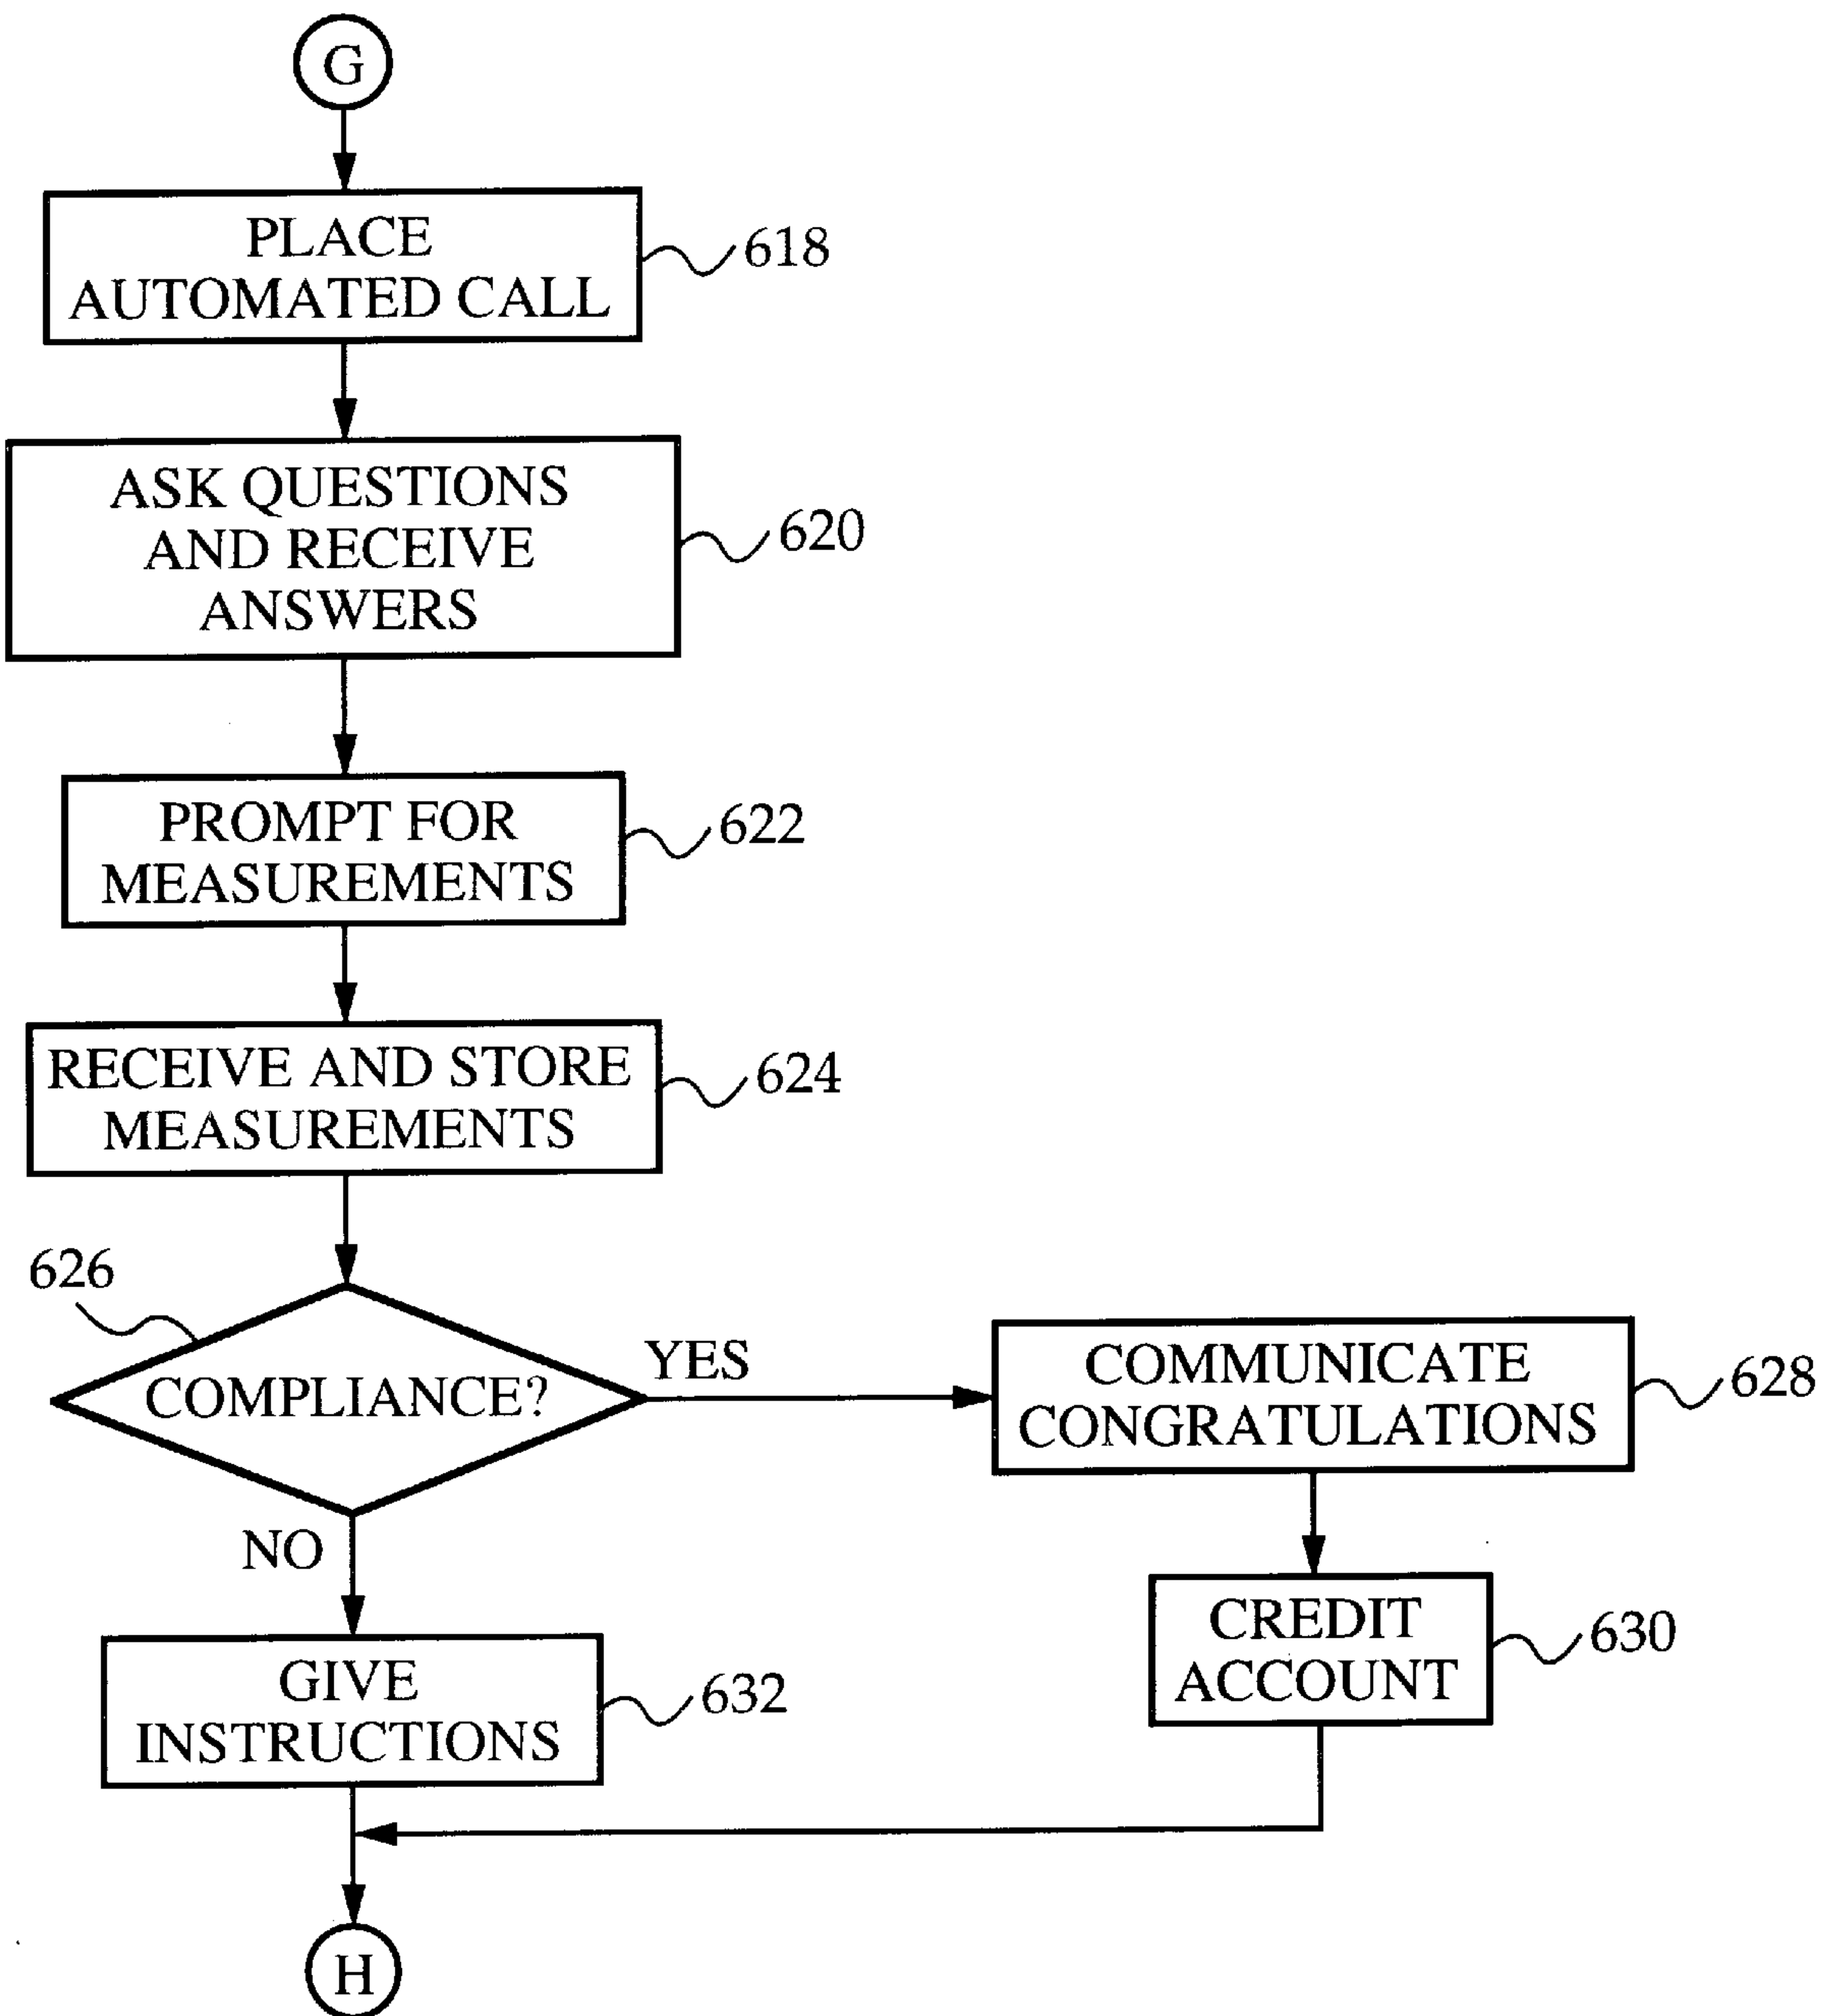 G
PLACE
AUTOMATED CALL
618
ASK QUESTIONS
AND RECEIVE
ANSWERS
620
PROMPT FOR
MEASUREMENTS
622
RECEIVE AND STORE
MEASUREMENTS
624
626
COMPLIANCE?
YES
COMMUNICATE
CONGRATULATIONS
628
NO
CREDIT
ACCOUNT
630
GIVE
INSTRUCTIONS
632
H